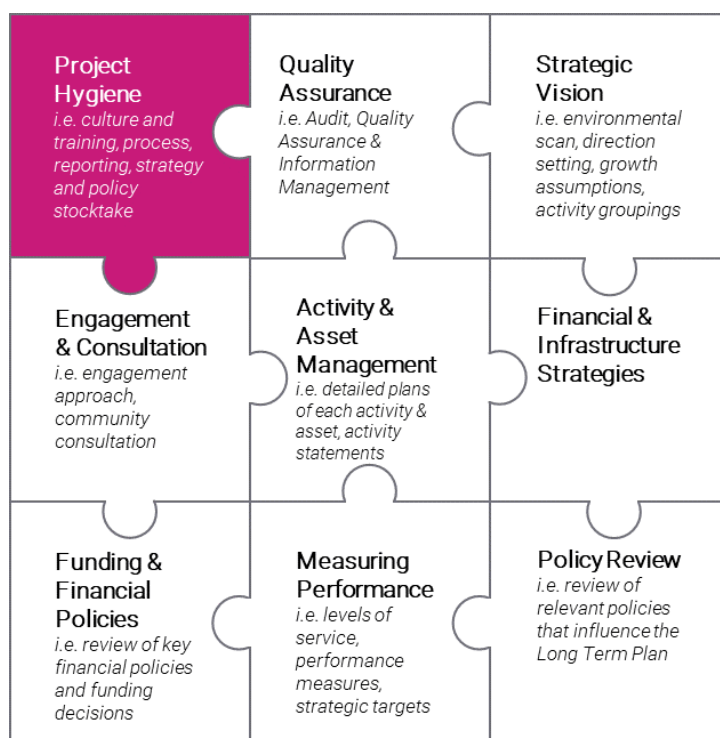 Project
Hygiene
i.e. culture and
training, process,
reporting, strategy
and policy
stocktake
Quality
Assurance
i.e. Audit, Quality
Assurance &
Information
Management
Strategic
Vision
i.e. environmental
scan, direction
setting, growth
assumptions,
activity groupings
Engagement
& Consultation
i.e. engagement
approach,
community
consultation
Activity &
Asset
Management
i.e. detailed plans
of each activity &
asset, activity
statements
Financial &
Infrastructure
Strategies
Funding &
Financial
Policies
i.e. review of key
financial policies
and funding
decisions
Measuring
Performance
i.e. levels of
service,
performance
measures,
strategic targets
Policy Review
i.e. review of
relevant policies
that influence the
Long Term Plan